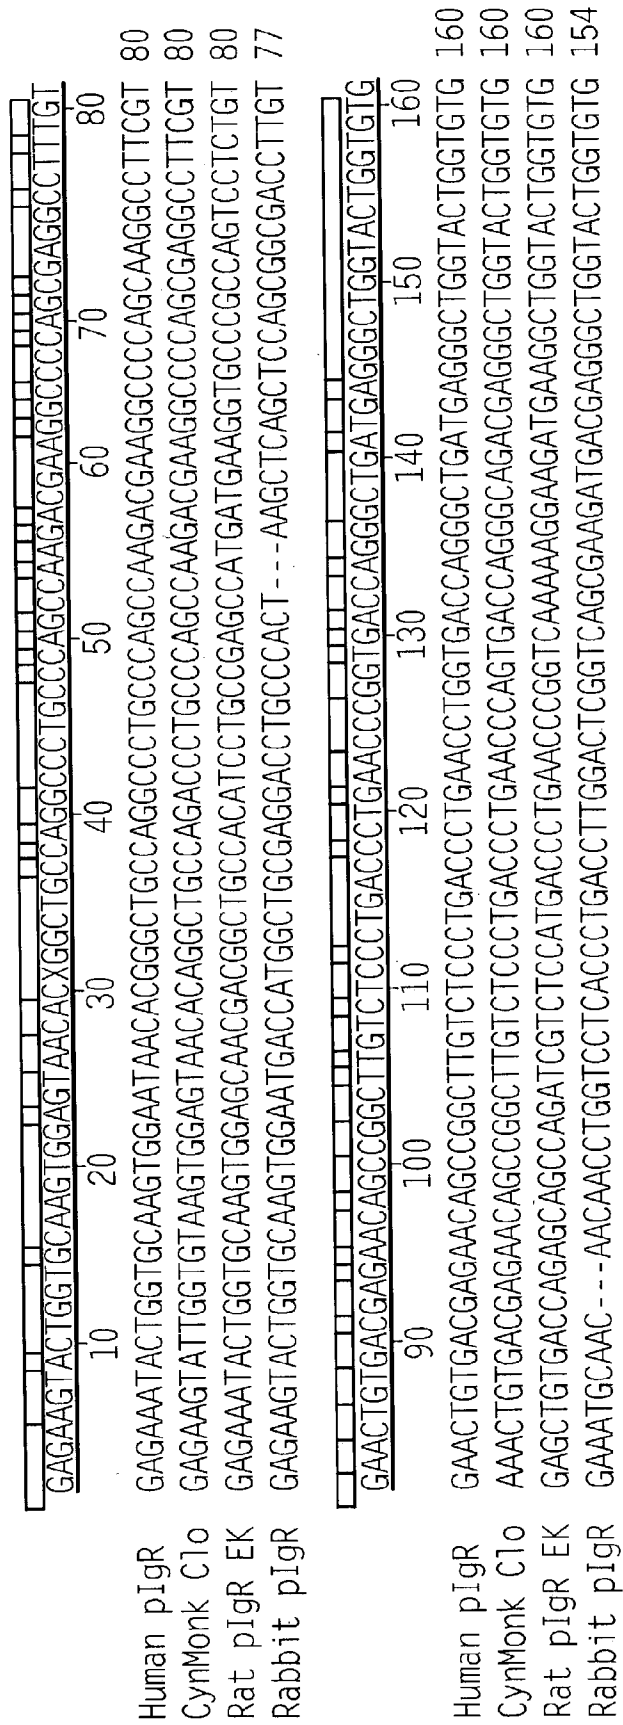 GAGAAGTACTGGTGCAAGTGGAGTAACACXGGCTGCCAGGCCCTGCCCAGCCAAGACGAAGGCCCCAGCGAGGCCTTTGT
10 20 30 40 50 60 70 80
Human pIgR GAGAAATACTGGTGCAAGTGGAATAACACGGGCTGCCAGGCCCTGCCCAGCCAAGACGAAGGCCCCAGCAAGGCCTTCGT 80
CynMonk Clo GAGAAGTATTGGTGTAAGTGGAGTAACACAGGCTGCCAGACCCTGCCCAGCCAAGACGAAGGCCCCAGCGAGGCCTTCGT 80
Rat pIgR EK GAGAAATACTGGTGCAAGTGGAGCAACGACGGCTGCCACATCCTGCCGAGCCATGATGAAGGTGCCCGCCAGTCCTCTGT 80
Rabbit pIgR GAGAAGTACTGGTGCAAGTGGAATGACCATGGCTGCGAGGACCTGCCCACT---AAGCTCAGCTCCAGCGGCGACCTTGT 77
GAACTGTGACGAGAACAGCCGGCTTGTCTCCCTGACCCTGAACCCGGTGACCAGGGCTGATGAGGGCTGGTACTGGTGTG
90 100 110 120 130 140 150 160
Human pIgR GAACTGTGACGAGAACAGCCGGCTTGTCTCCCTGACCCTGAACCTGGTGACCAGGGCTGATGAGGGCTGGTACTGGTGTG 160
CynMonk Clo AAACTGTGACGAGAACAGCCGGCTTGTCTCCCTGACCCTGAACCCAGTGACCAGGGCAGACGAGGGCTGGTACTGGTGTG 160
Rat pIgR EK GAGCTGTGACCAGAGCAGCCAGATCGTCTCCATGACCCTGAACCCGGTCAAAAAGGAAGATGAAGGCTGGTACTGGTGTG 160
Rabbit pIgR GAAATGCAAC---AACAACCTGGTCCTCACCCTGACCTTGGACTCGGTCAGCGAAGATGACGAGGGCTGGTACTGGTGTG 154